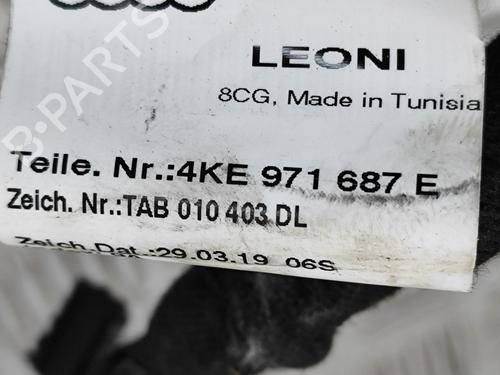 LEONI
8CG, Made in Tunisia
Teile. Nr.:4KE 971 687 E
Zeich. Nr.:TAB 010 403 DL
Zeich.Dat.:29.03.19 06S
B-PARTS